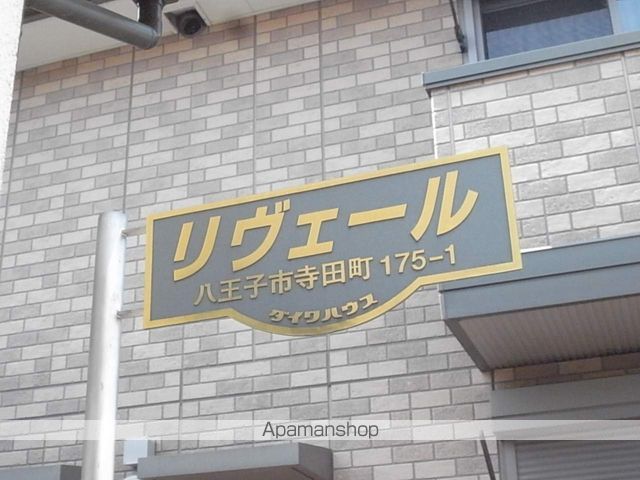 リヴェール
八王子市寺田町 175-1
ダイワハウス
Apamanshop